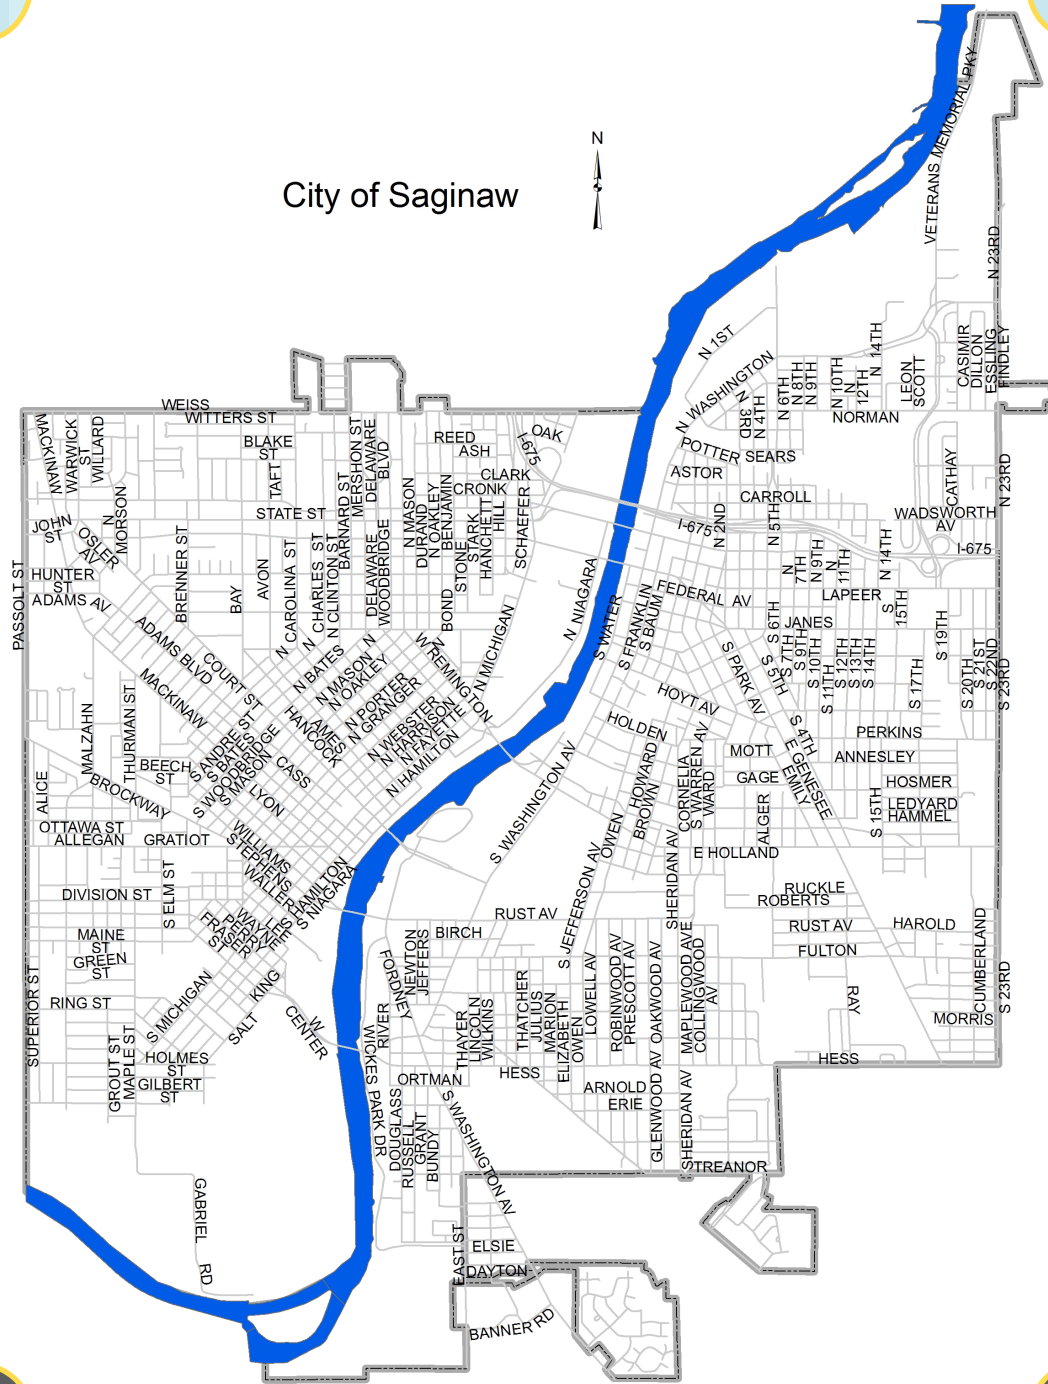 N
City of Saginaw
VETERANS MEMORIAL PKY
N 23RD
N 1ST
N WASHINGTON
N 3RD
N 4TH
N 6TH
N 8TH
N 9TH
N 10TH
N
12TH
N 14TH
LEON
SCOTT
CASIMIR
DILLON
ESSLING
FINDLEY
NORMAN
WEISS
WITTERS ST
MACKINAW
WARWICK
ST
WILLARD
BLAKE
ST
TAFT
MERSHON ST
DELAWARE
BLVD
REED
ASH
OAK
I-675
CLARK
CRONK
POTTER
SEARS
ASTOR
CARROLL
CATHAY
N 23RD
WADSWORTH
AV
I-675
JOHN
ST
OSLER
AV
N
MORSON
STATE ST
BARNARD ST
N MASON
DURAND
N OAKLEY
BENJAMIN
STARK
HANCHETT
HILL
SCHAEFER
I-675
N 2ND
N 5TH
N
7TH
N 9TH
N
11TH
N 14TH
PASSOLT ST
HUNTER
ST
ADAMS AV
BRENNER ST
BAY
AVON
N CAROLINA ST
N CHARLES ST
N CLINTON ST
DELAWARE
WOODBRIDGE
N
BOND
STONE
N NIAGARA
S WATER
S FRANKLIN
S BAUM
FEDERAL AV
LAPEER
JANES
S
15TH
S 19TH
S 6TH
S 7TH
S 9TH
S 10TH
S 11TH
S 12TH
S 13TH
S 14TH
S 17TH
S 20TH
S 21ST
S 22ND
S 23RD
ADAMS BLVD
COURT ST
MACKINAW
N BATES
N MASON
N OAKLEY
W REMINGTON
N
N MICHIGAN
N PORTER
N GRANGER
AMES
HANCOCK
N WEBSTER
N HARRISON
N FAYETTE
N HAMILTON
S PARK AV
S 5TH
HOYT AV
HOLDEN
S 4TH
E GENESEE
EMILY
PERKINS
ANNESLEY
HOSMER
LEDYARD
HAMMEL
S 15TH
MALZAHN
THURMAN ST
BEECH
ST
S ANDRE ST
S BATES
S WOODBRIDGE
S MASON
CASS
LYON
ALICE
BROCKWAY
OTTAWA ST
ALLEGAN
GRATIOT
S WASHINGTON AV
HOWARD
BROWN
OWEN
CORNELIA
S WARREN AV
WARD
MOTT
GAGE
ALGER
E HOLLAND
SHERIDAN AV
WILLIAMS
STEPHENS
WALLER
LEE
S HAMILTON
S NIAGARA
DIVISION ST
S ELM ST
WAYNE
PERRY
FRASER
MAINE
ST
GREEN
ST
RING ST
SUPERIOR ST
RUST AV
BIRCH
S JEFFERSON AV
RUCKLE
ROBERTS
RUST AV
HAROLD
FULTON
CUMBERLAND
S 23RD
RAY
MORRIS
HESS
S MICHIGAN
KING
SALT
W
CENTER
FORDNEY
NEWTON
JEFFERS
RIVER
THAYER
LINCOLN
WILKINS
THATCHER
JULIUS
MARION
ELIZABETH
OWEN
LOWELL AV
ROBINWOOD AV
PRESCOTT AV
OAKWOOD AV
MAPLEWOOD AVE
COLLINGWOOD
AV
GROUT ST
MAPLE ST
HOLMES
ST
GILBERT
ST
WICKES PARK DR
ORTMAN
HESS
ARNOLD
ERIE
GLENWOOD AV
SHERIDAN AV
DOUGLASS
RUSSELL
GRANT
BUNDY
S WASHINGTON AV
TREANOR
GABRIEL RD
EAST ST
ELSIE
DAYTON
BANNER RD